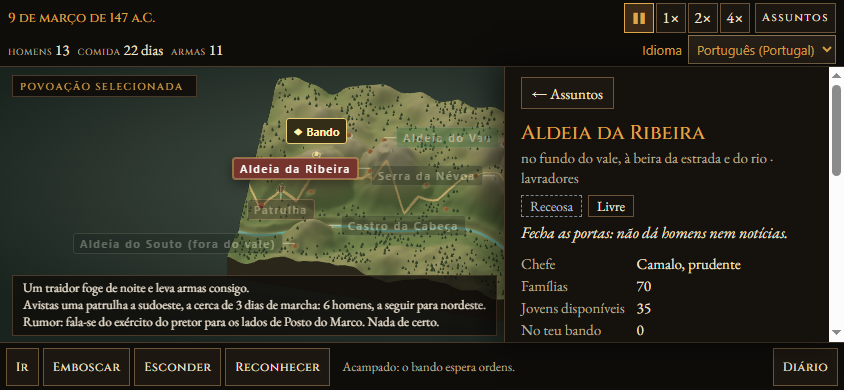 9 DE MARÇO DE 147 A.C.
1× 2× 4× ASSUNTOS
HOMENS 13 COMIDA 22 dias ARMAS 11
Idioma Português (Portugal)
POVOAÇÃO SELECIONADA
◆ Bando
Aldeia do Vau
Aldeia da Ribeira
Serra da Névoa
Patrulha
Castro da Cabeça
Aldeia do Souto (fora do vale)
Um traidor foge de noite e leva armas consigo.
Avistas uma patrulha a sudoeste, a cerca de 3 dias de marcha: 6 homens, a seguir para nordeste.
Rumor: fala-se do exército do pretor para os lados de Posto do Marco. Nada de certo.
← Assuntos
ALDEIA DA RIBEIRA
no fundo do vale, à beira da estrada e do rio ·
lavradores
Receosa Livre
Fecha as portas: não dá homens nem notícias.
Chefe Camalo, prudente
Famílias 70
Jovens disponíveis 35
No teu bando 0
IR EMBOSCAR ESCONDER RECONHECER Acampado: o bando espera ordens. DIÁRIO